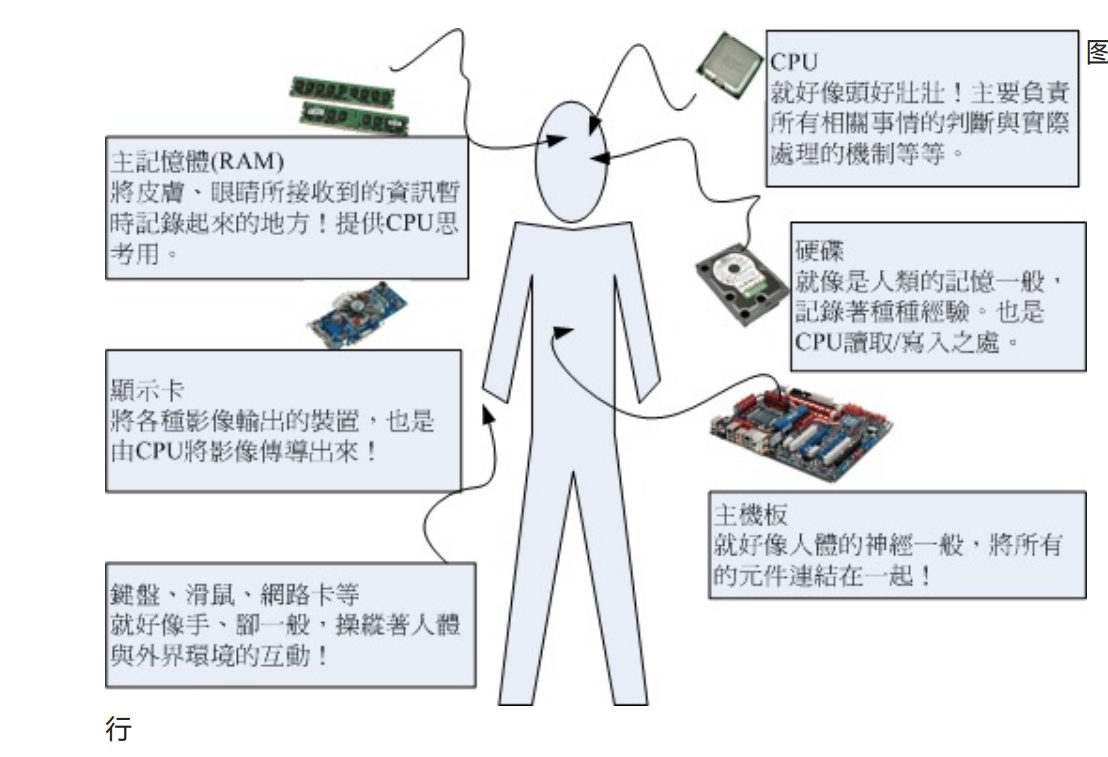 图
CPU
就好像頭好壯壯！主要負責
所有相關事情的判斷與實際
處理的機制等等。
主記憶體(RAM)
將皮膚、眼睛所接收到的資訊暫
時記錄起來的地方！提供CPU思
考用。
硬碟
就像是人類的記憶一般，
記錄著種種經驗。也是
CPU讀取/寫入之處。
顯示卡
將各種影像輸出的裝置，也是
由CPU將影像傳導出來！
主機板
就好像人體的神經一般，將所有
的元件連結在一起！
鍵盤、滑鼠、網路卡等
就好像手、腳一般，操縱著人體
與外界環境的互動！
行